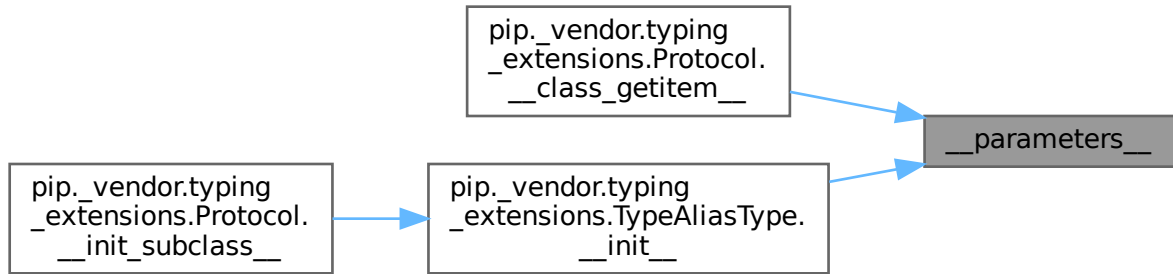 pip._vendor.typing
_extensions.Protocol.
__class_getitem__
__parameters__
pip._vendor.typing
_extensions.Protocol.
__init_subclass__
pip._vendor.typing
_extensions.TypeAliasType.
__init__